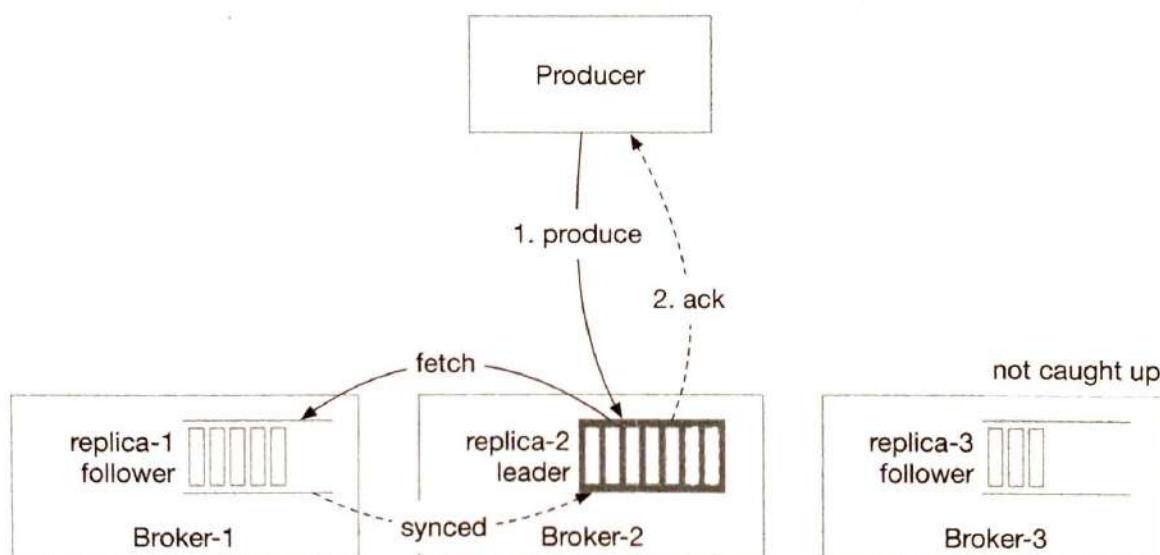 Producer
1. produce
2. ack
fetch
not caught up
replica-1
follower
replica-2
leader
replica-3
follower
synced
Broker-1
Broker-2
Broker-3